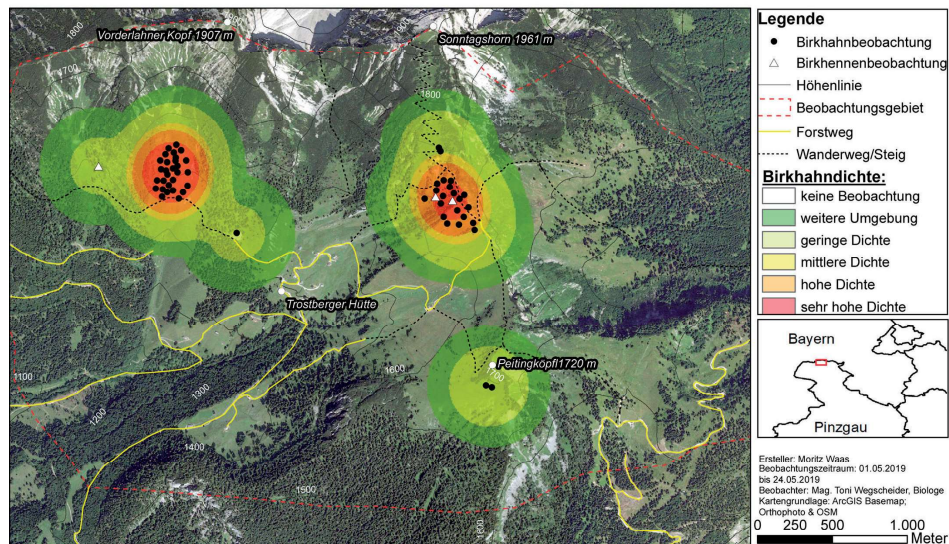 Vorderlahner Kopf 1907 m
Sonntagshorn 1961 m
1800
1900
1700
1800
Trostberger Hütte
Peitingköpfl1720 m
1700
1600
1100
1200
1300
1400
1500
1600
Legende
Birkhahnbeobachtung
Birkhennenbeobachtung
Höhenlinie
Beobachtungsgebiet
Forstweg
Wanderweg/Steig
Birkhahndichte:
keine Beobachtung
weitere Umgebung
geringe Dichte
mittlere Dichte
hohe Dichte
sehr hohe Dichte
Bayern
Pinzgau
Ersteller: Moritz Waas
Beobachtungszeitraum: 01.05.2019
bis 24.05.2019
Beobachter: Mag. Toni Wegscheider, Biologe
Kartengrundlage: ArcGIS Basemap;
Orthophoto & OSM
0 250 500 1.000
Meter